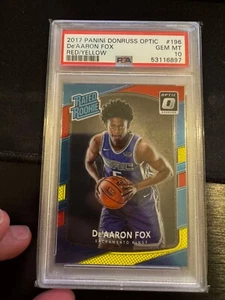 2017 PANINI DONRUSS OPTIC #196
De'AARON FOX GEM MT
RED/YELLOW 10
PSA 53116897
RATED
ROOKIE
OPTIC
De'AARON FOX
SACRAMENTO KINGS